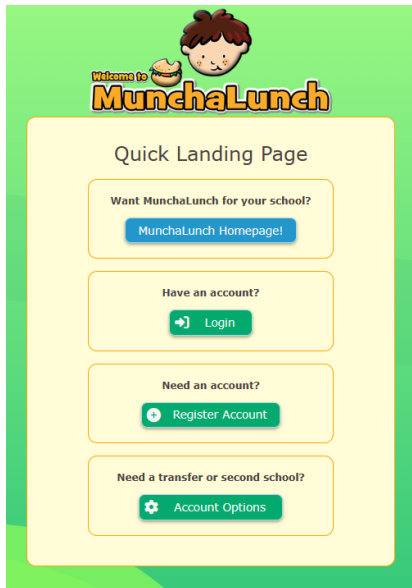 Welcome to
MunchaLunch
Quick Landing Page
Want MunchaLunch for your school?
MunchaLunch Homepage!
Have an account?
Login
Need an account?
Register Account
Need a transfer or second school?
Account Options